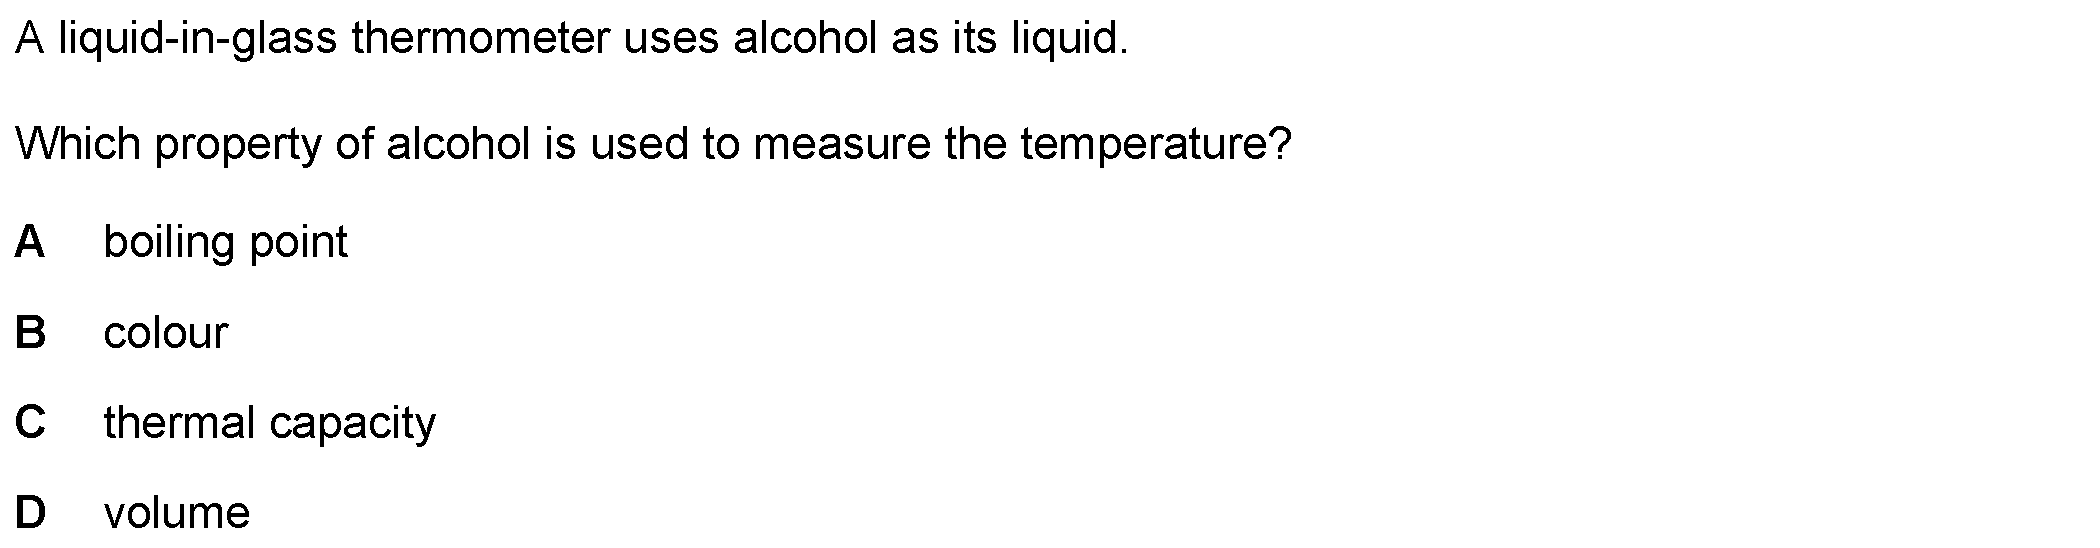 A liquid-in-glass thermometer uses alcohol as its liquid.
Which property of alcohol is used to measure the temperature?
A boiling point
B colour
C thermal capacity
D volume